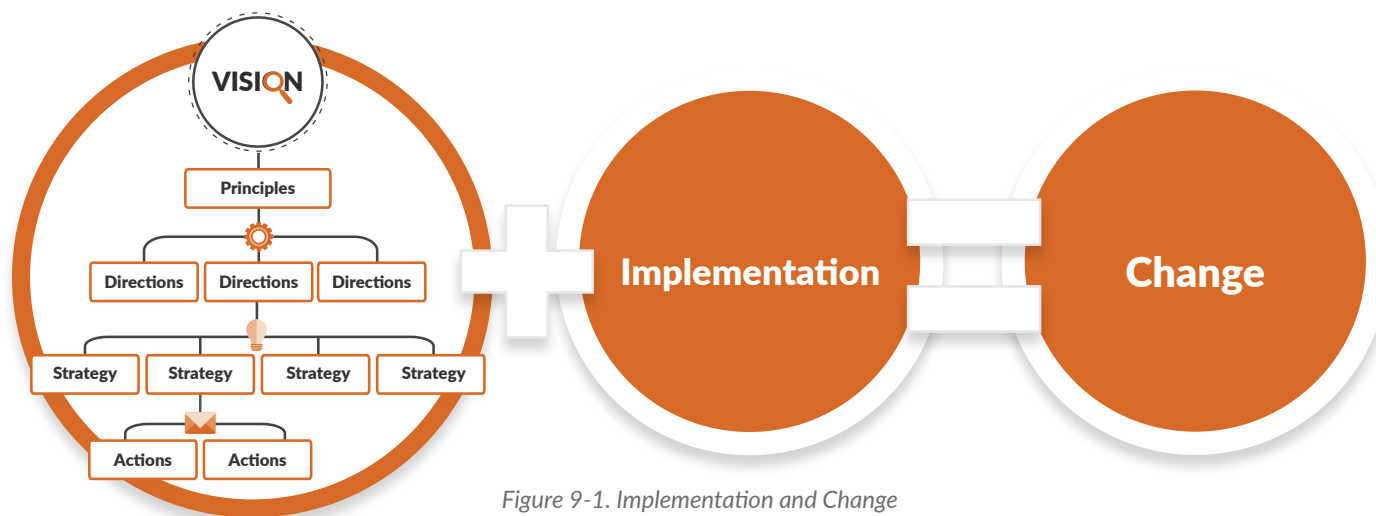 VISION
Principles
Directions Directions Directions
Strategy Strategy Strategy Strategy
Actions Actions
Implementation
Change
Figure 9-1. Implementation and Change